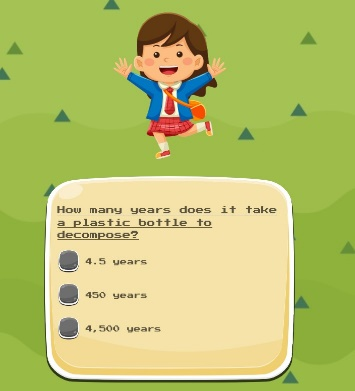 How many years does it take
a plastic bottle to
decompose?
4.5 years
450 years
4,500 years